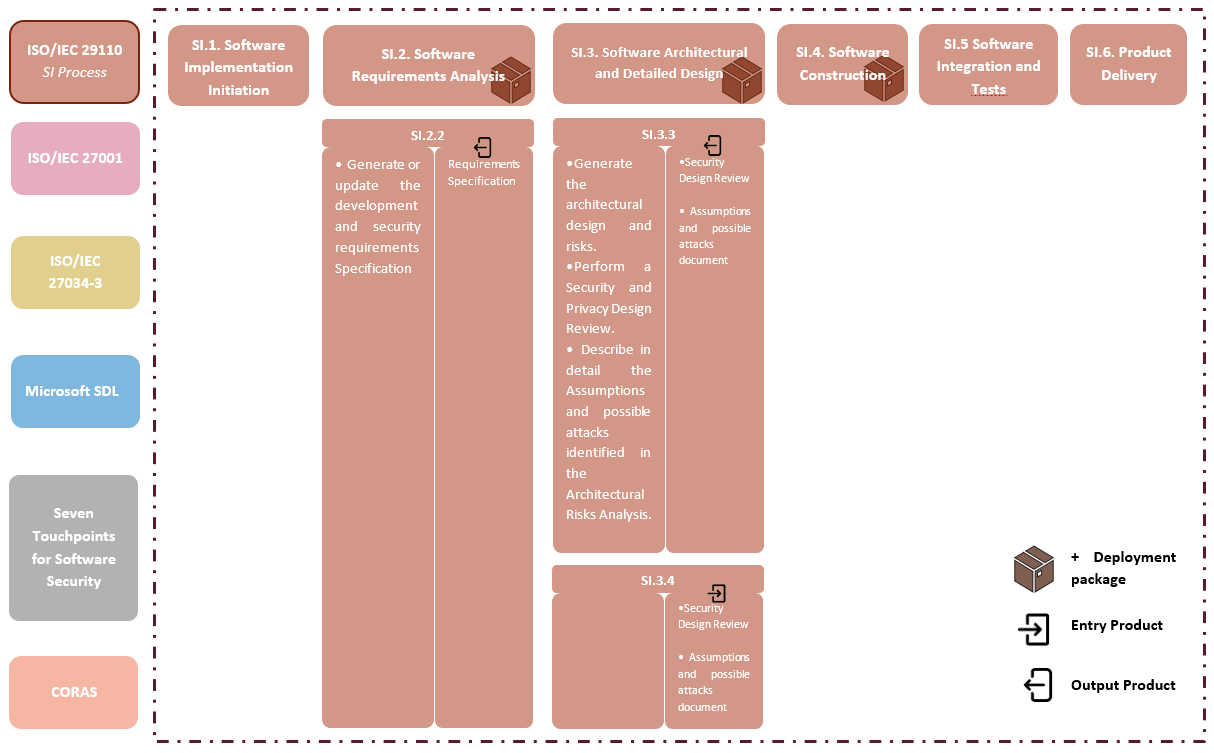 ISO/IEC 29110
SI Process
ISO/IEC 27001
ISO/IEC
27034-3
Microsoft SDL
Seven
Touchpoints
for Software
Security
CORAS
SI.1. Software
Implementation
Initiation
SI.2. Software
Requirements Analysis
SI.3. Software Architectural
and Detailed Design
SI.4. Software
Construction
SI.5 Software
Integration and
Tests
SI.6. Product
Delivery
SI.2.2
• Generate or
update the
development
and security
requirements
Specification
Requirements
Specification
SI.3.3
•Generate
the
architectural
design and
risks.
•Perform a
Security and
Privacy Design
Review.
• Describe in
detail the
Assumptions
and possible
attacks
identified in
the
Architectural
Risks Analysis.
•Security
Design Review
• Assumptions
and possible
attacks
document
SI.3.4
•Security
Design Review
• Assumptions
and possible
attacks
document
+ Deployment
package
Entry Product
Output Product